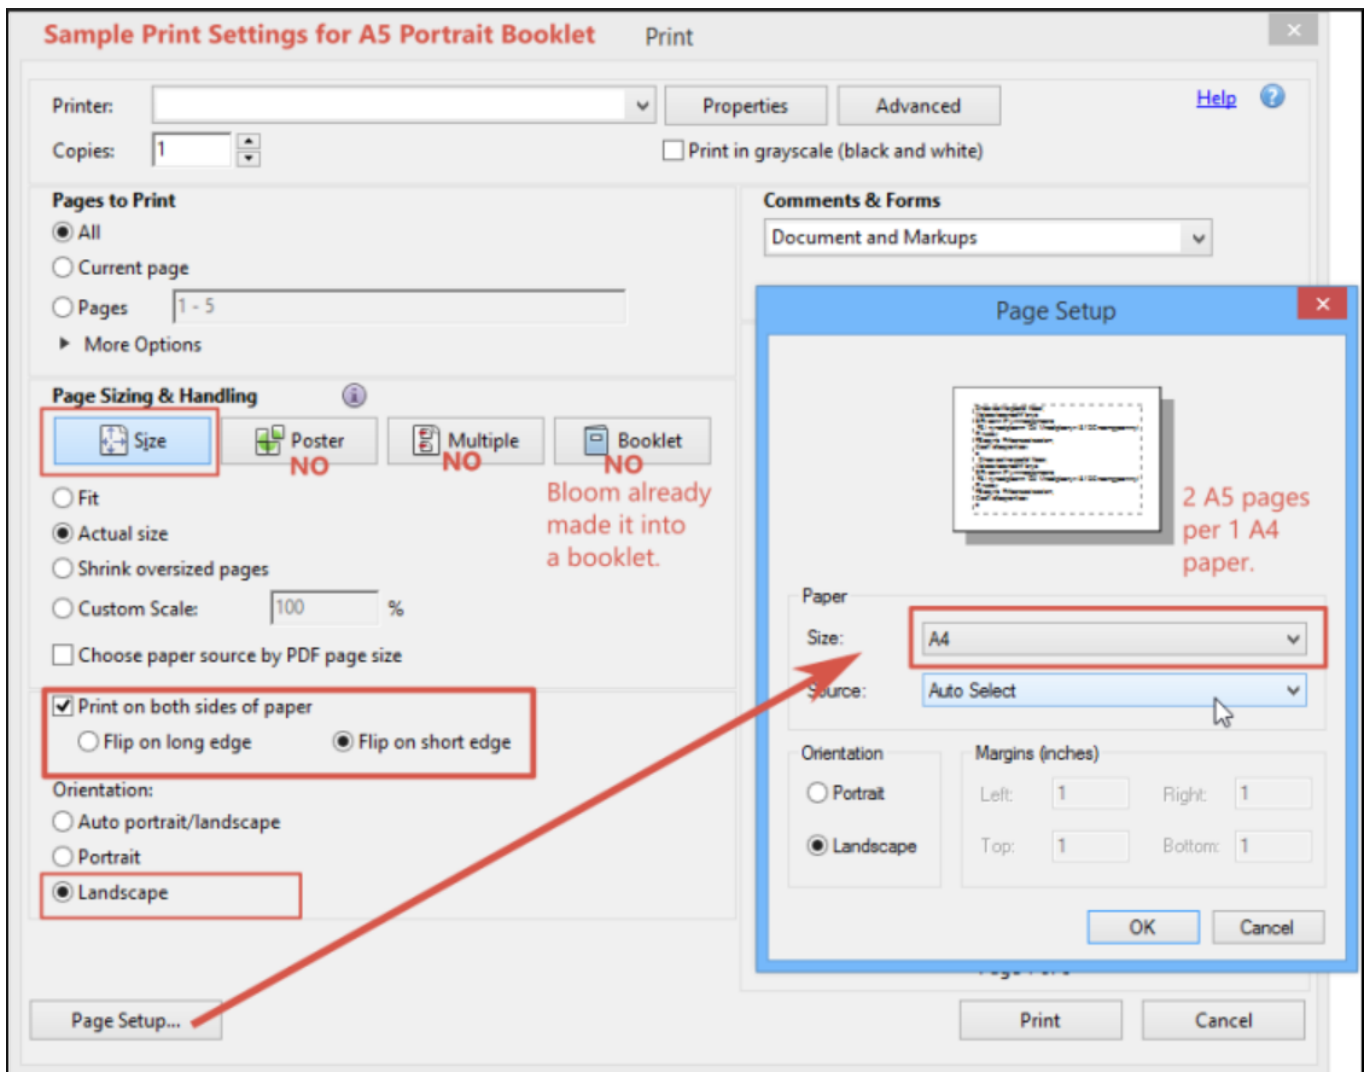 Sample Print Settings for A5 Portrait Booklet Print
Printer: Properties Advanced Help
Copies: 1 Print in grayscale (black and white)
Pages to Print
All
Current page
Pages 1 - 5
More Options
Comments & Forms
Document and Markups
Page Sizing & Handling
Size Poster Multiple Booklet
NO NO NO
Bloom already
made it into
a booklet.
Fit
Actual size
Shrink oversized pages
Custom Scale: 100 %
Choose paper source by PDF page size
Print on both sides of paper
Flip on long edge Flip on short edge
Orientation:
Auto portrait/landscape
Portrait
Landscape
Page Setup...
Page Setup
2 A5 pages
per 1 A4
paper.
Paper
Size: A4
Source: Auto Select
Orientation
Portrait
Landscape
Margins (inches)
Left: 1 Right: 1
Top: 1 Bottom: 1
OK Cancel
Print Cancel